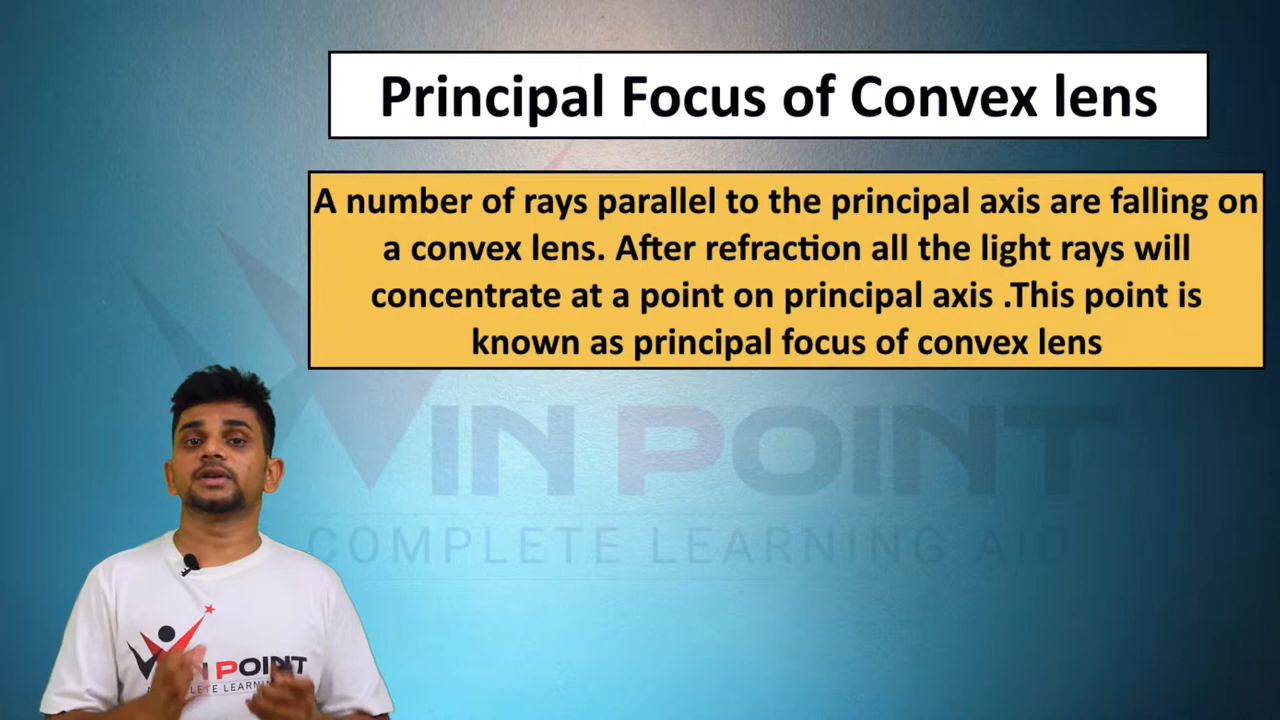 Principal Focus of Convex lens
A number of rays parallel to the principal axis are falling on
a convex lens. After refraction all the light rays will
concentrate at a point on principal axis .This point is
known as principal focus of convex lens
WIN POINT
COMPLETE LEARNING AID
WIN POINT